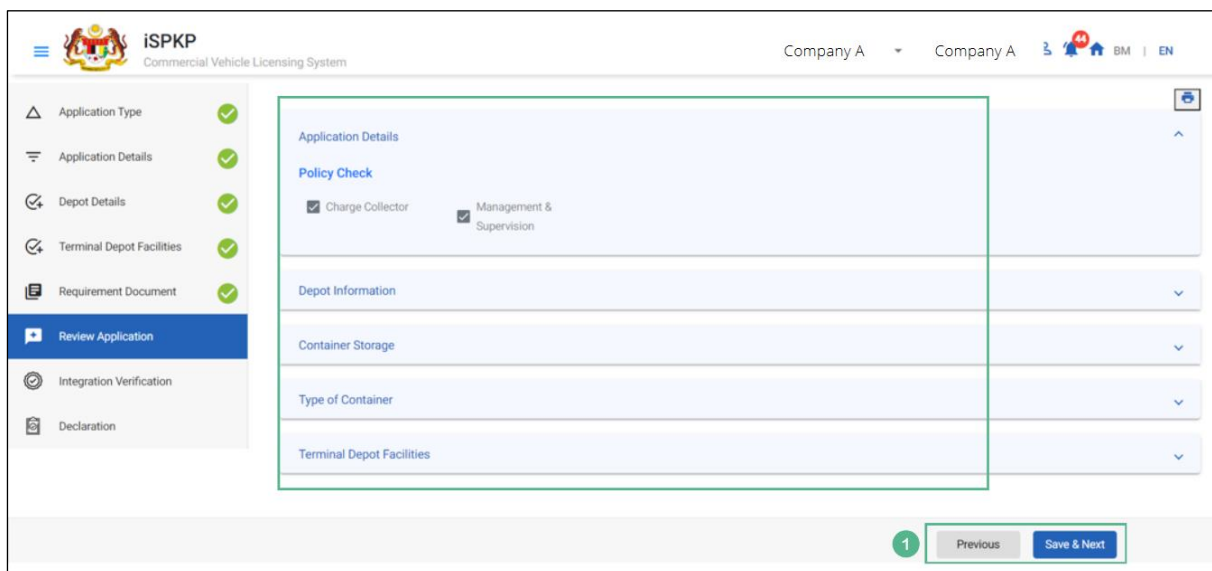 iSPKP
Commercial Vehicle Licensing System
Company A
Company A
44
BM | EN
Application Type
Application Details
Depot Details
Terminal Depot Facilities
Requirement Document
Review Application
Integration Verification
Declaration
Application Details
Policy Check
Charge Collector
Management &
Supervision
Depot Information
Container Storage
Type of Container
Terminal Depot Facilities
1
Previous
Save & Next